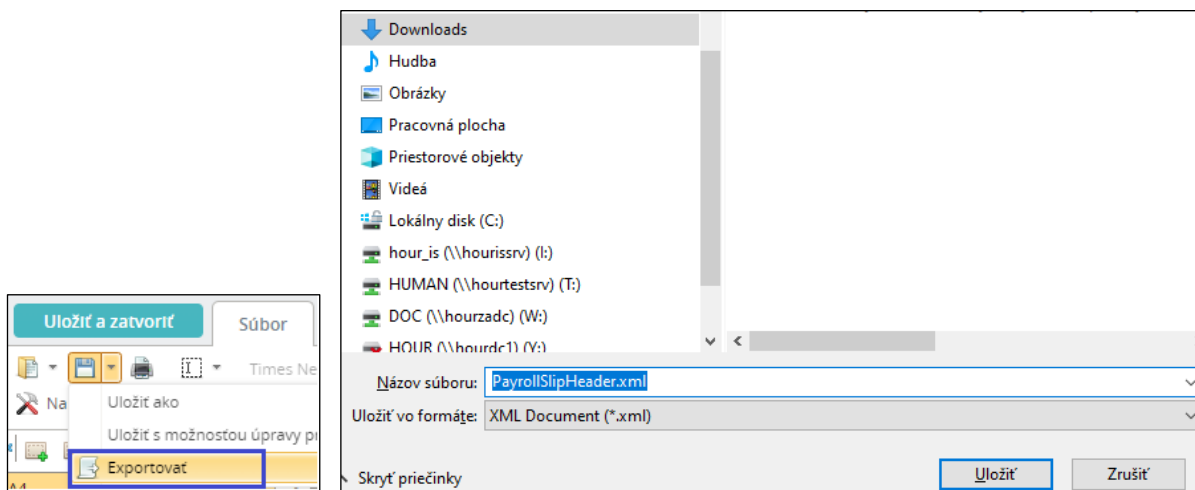 Uložiť a zatvoriť
Súbor
Times Ne
Na
Uložiť ako
Uložiť s možnosťou úpravy pr
Exportovať
A4
Downloads
Hudba
Obrázky
Pracovná plocha
Priestorové objekty
Videá
Lokálny disk (C:)
hour_is (\\hourissrv) (I:)
HUMAN (\\hourtestsrv) (T:)
DOC (\\hourzadc) (W:)
HOUR (\\hourdc1) (Y:)
Názov súboru: PayrollSlipHeader.xml
Uložiť vo formáte: XML Document (*.xml)
Skryť priečinky
Uložiť
Zrušiť